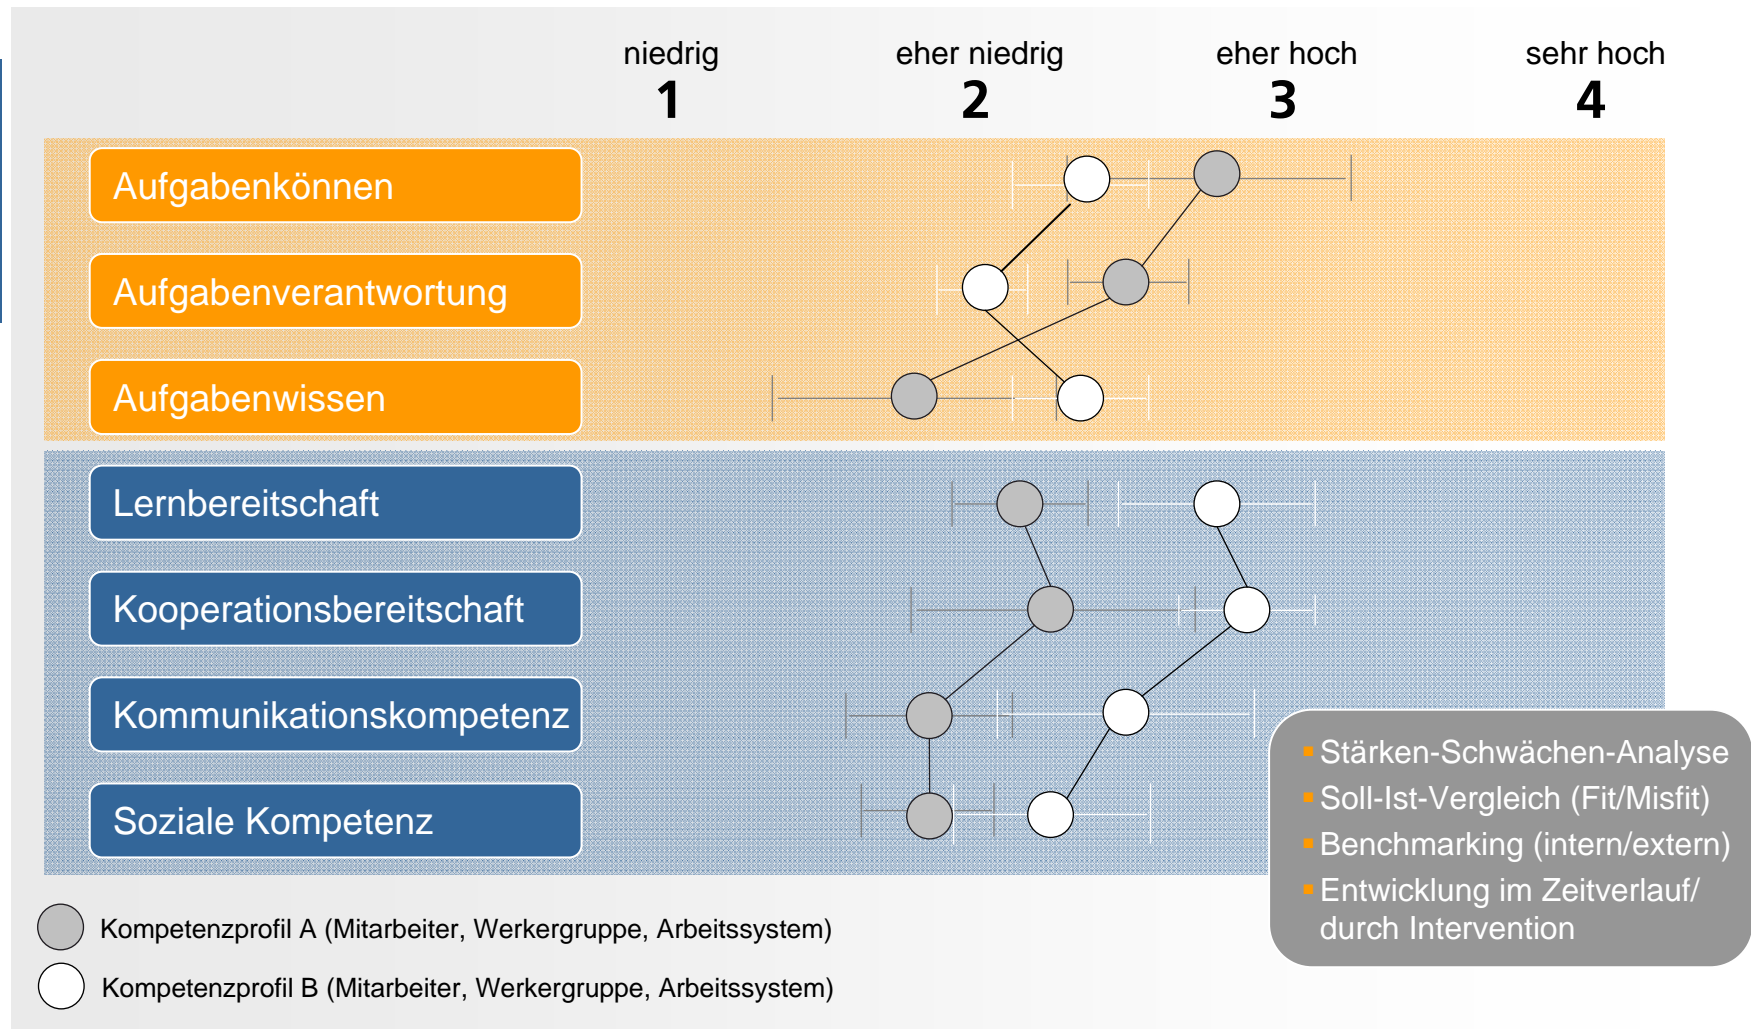 niedrig
eher niedrig
eher hoch
sehr hoch
1
2
3
4
Aufgabenkönnen
Aufgabenverantwortung
Aufgabenwissen
Lernbereitschaft
Kooperationsbereitschaft
Kommunikationskompetenz
Soziale Kompetenz
Stärken-Schwächen-Analyse
Soll-Ist-Vergleich (Fit/Misfit)
Benchmarking (intern/extern)
Entwicklung im Zeitverlauf/
durch Intervention
Kompetenzprofil A (Mitarbeiter, Werkergruppe, Arbeitssystem)
Kompetenzprofil B (Mitarbeiter, Werkergruppe, Arbeitssystem)